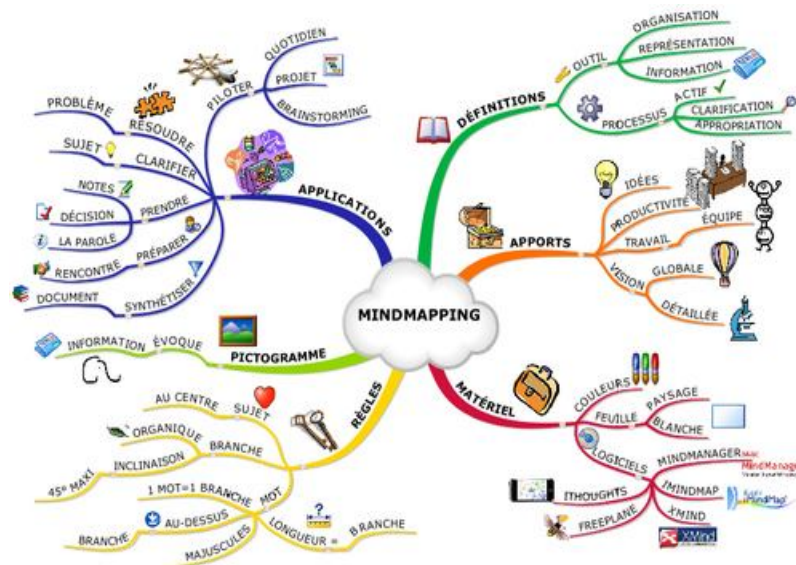 MINDMAPPING
DÉFINITIONS
OUTIL
ORGANISATION
REPRÉSENTATION
INFORMATION
PROCESSUS
ACTIF
CLARIFICATION
APPROPRIATION
APPORTS
IDÉES
PRODUCTIVITÉ
TRAVAIL
ÉQUIPE
VISION
GLOBALE
DÉTAILLÉE
MATÉRIEL
COULEURS
FEUILLE
PAYSAGE
BLANCHE
LOGICIELS
MINDMANAGER
MindManager
IMINDMAP
iMindMap
XMIND
XMind
FREEPLANE
ITHOUGHTS
RÈGLES
SUJET
AU CENTRE
BRANCHE
ORGANIQUE
INCLINAISON
45° MAXI
MOT
1 MOT=1 BRANCHE
AU-DESSUS
BRANCHE
MAJUSCULES
LONGUEUR =
BRANCHE
?
PICTOGRAMME
ÉVOQUE
INFORMATION
APPLICATIONS
PILOTER
QUOTIDIEN
PROJET
BRAINSTORMING
RÉSOUDRE
PROBLÈME
CLARIFIER
SUJET
PRENDRE
NOTES
DÉCISION
LA PAROLE
PRÉPARER
RENCONTRE
SYNTHÉTISER
DOCUMENT